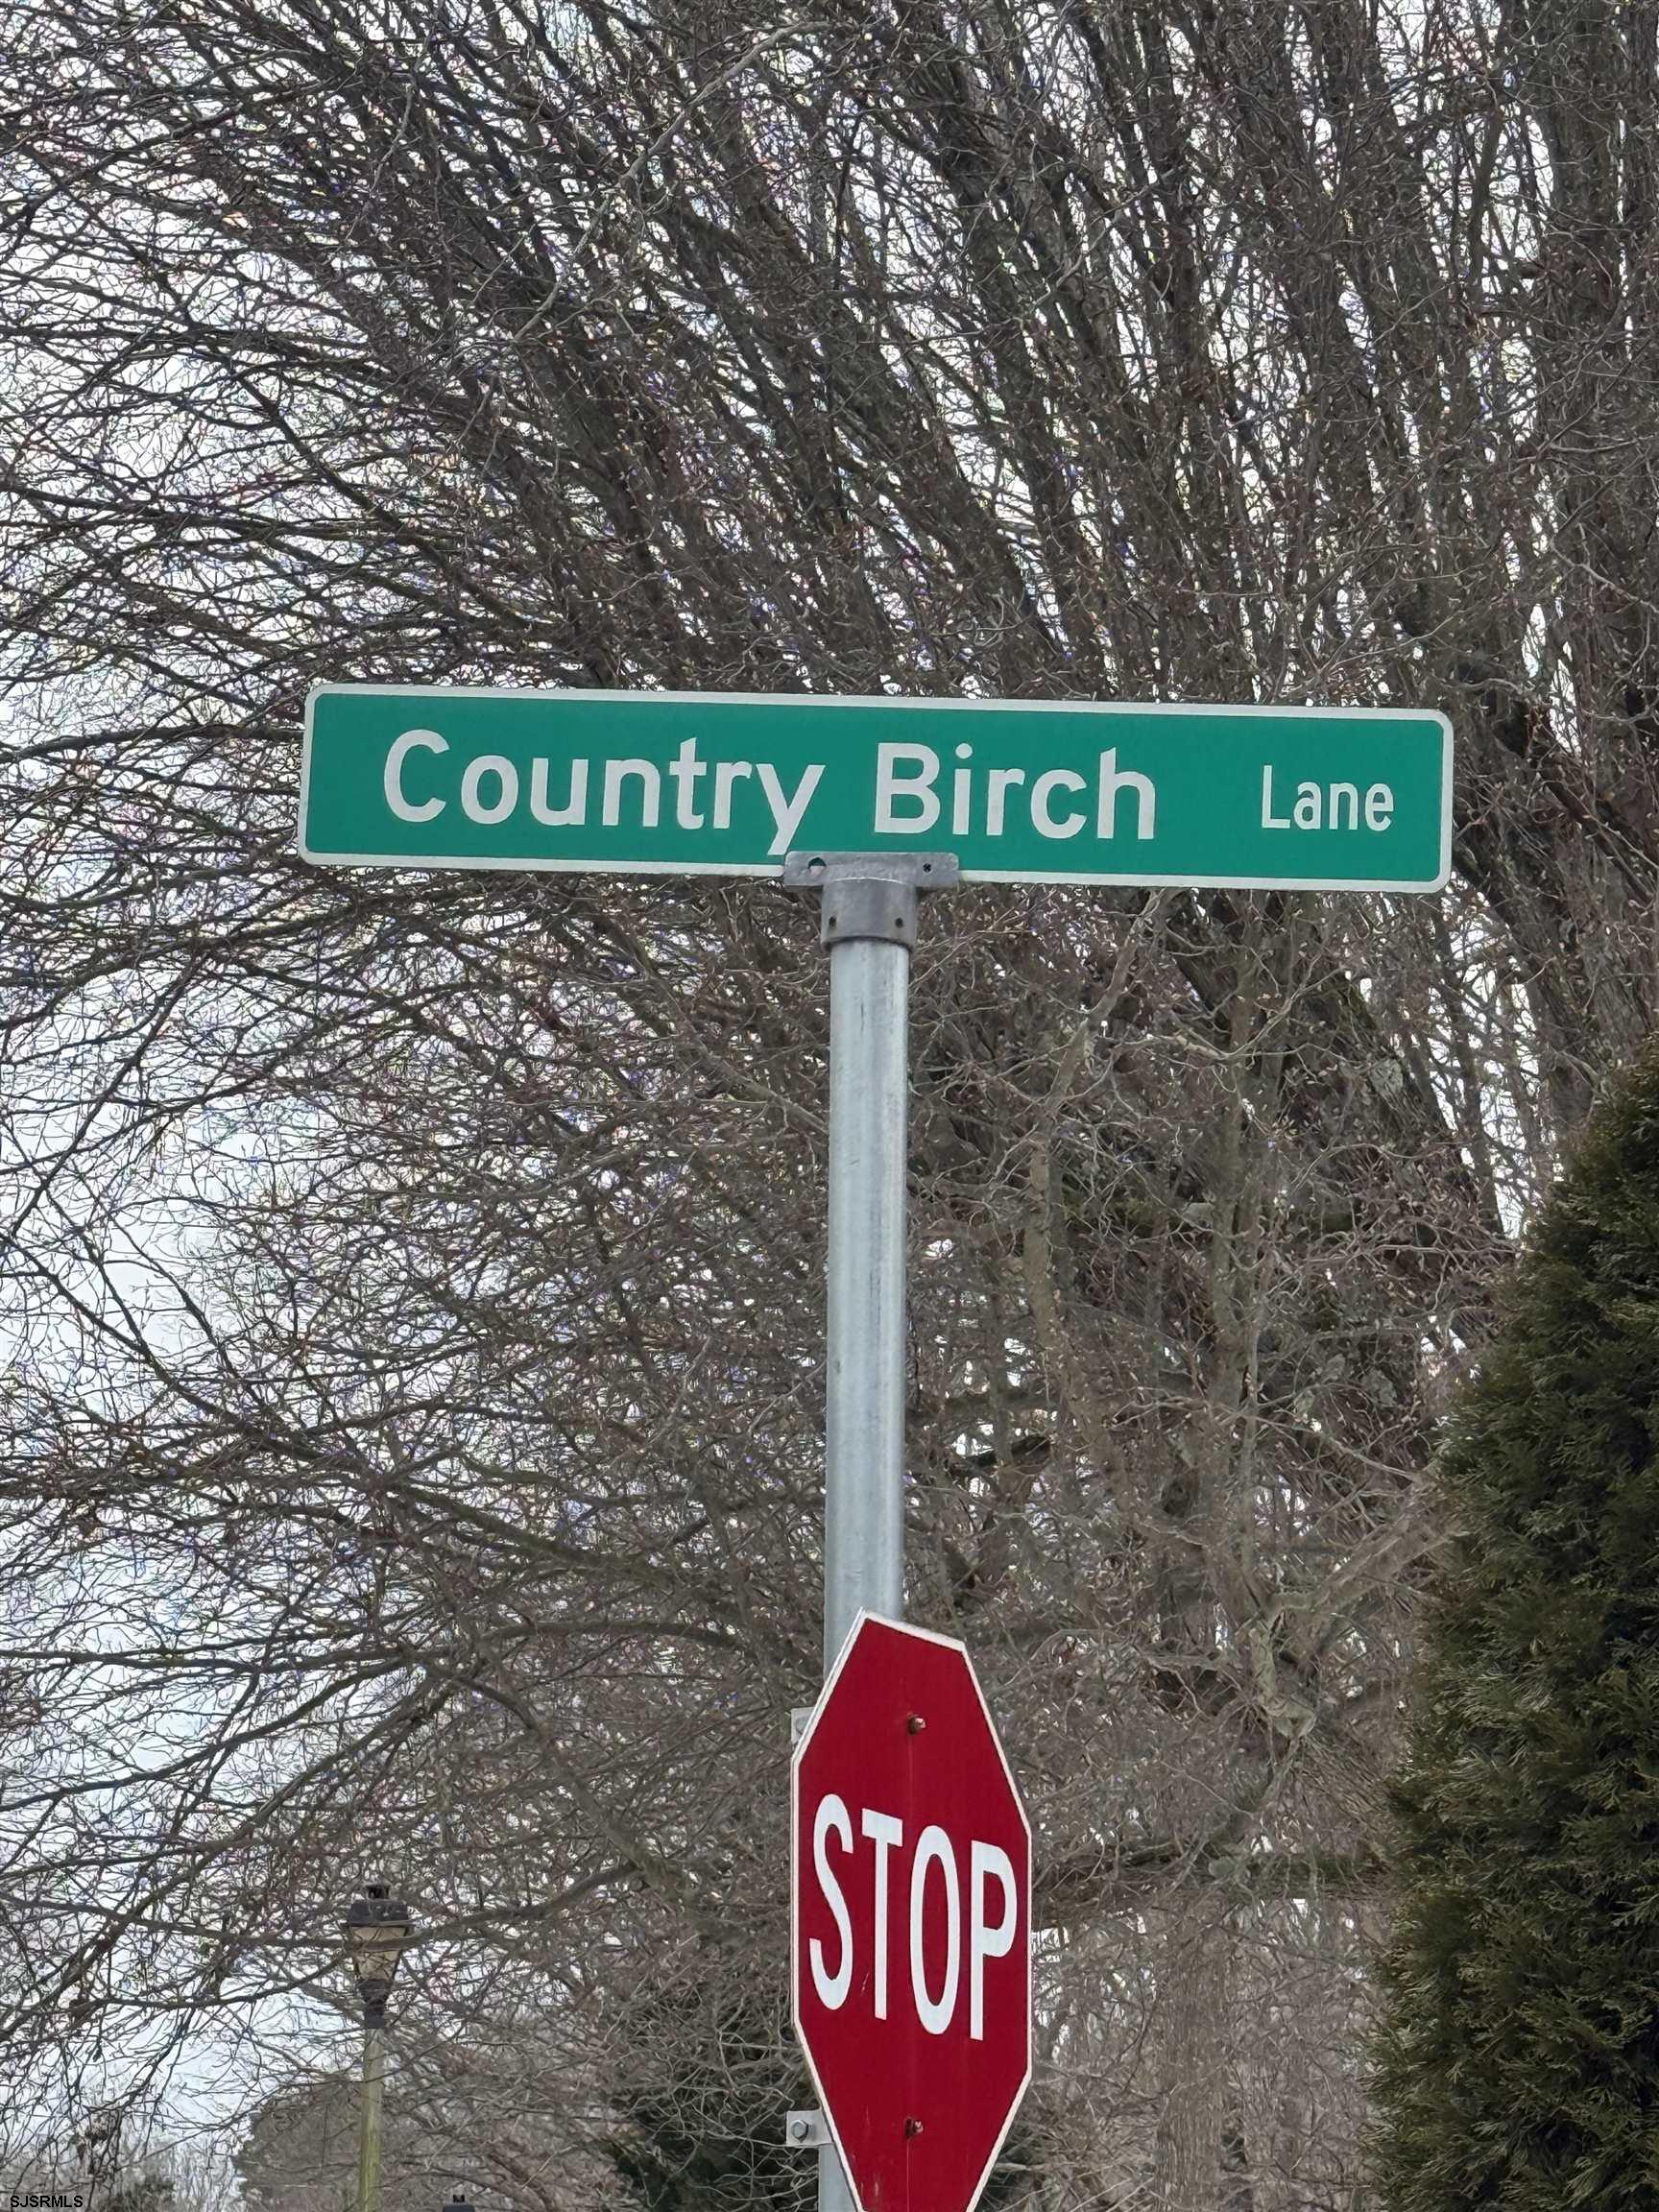 Country Birch Lane
STOP
SJSRMLS